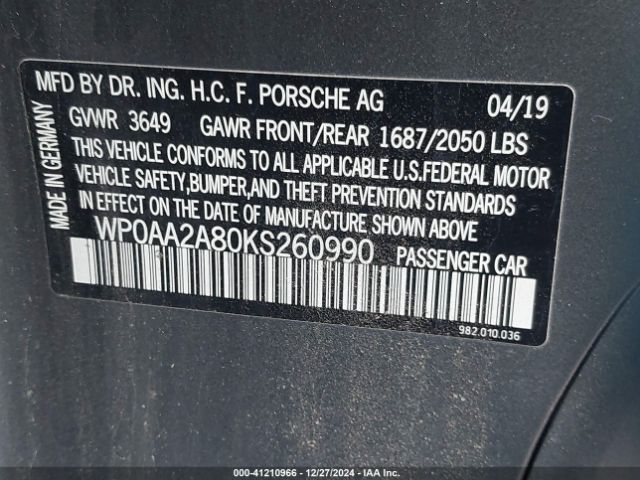 MFD BY DR. ING. H.C. F. PORSCHE AG 04/19
GVWR 3649 GAWR FRONT/REAR 1687/2050 LBS
THIS VEHICLE CONFORMS TO ALL APPLICABLE U.S.FEDERAL MOTOR
VEHICLE SAFETY,BUMPER,AND THEFT PREVENTION STANDARDS
IN EFFECT ON THE DATE OF MANUFACTURE SHOWN ABOVE
WP0AA2A80KS260990 PASSENGER CAR
982.010.036
MADE IN GERMANY
000-41210966 | 12/27/2024 | IAA Inc.